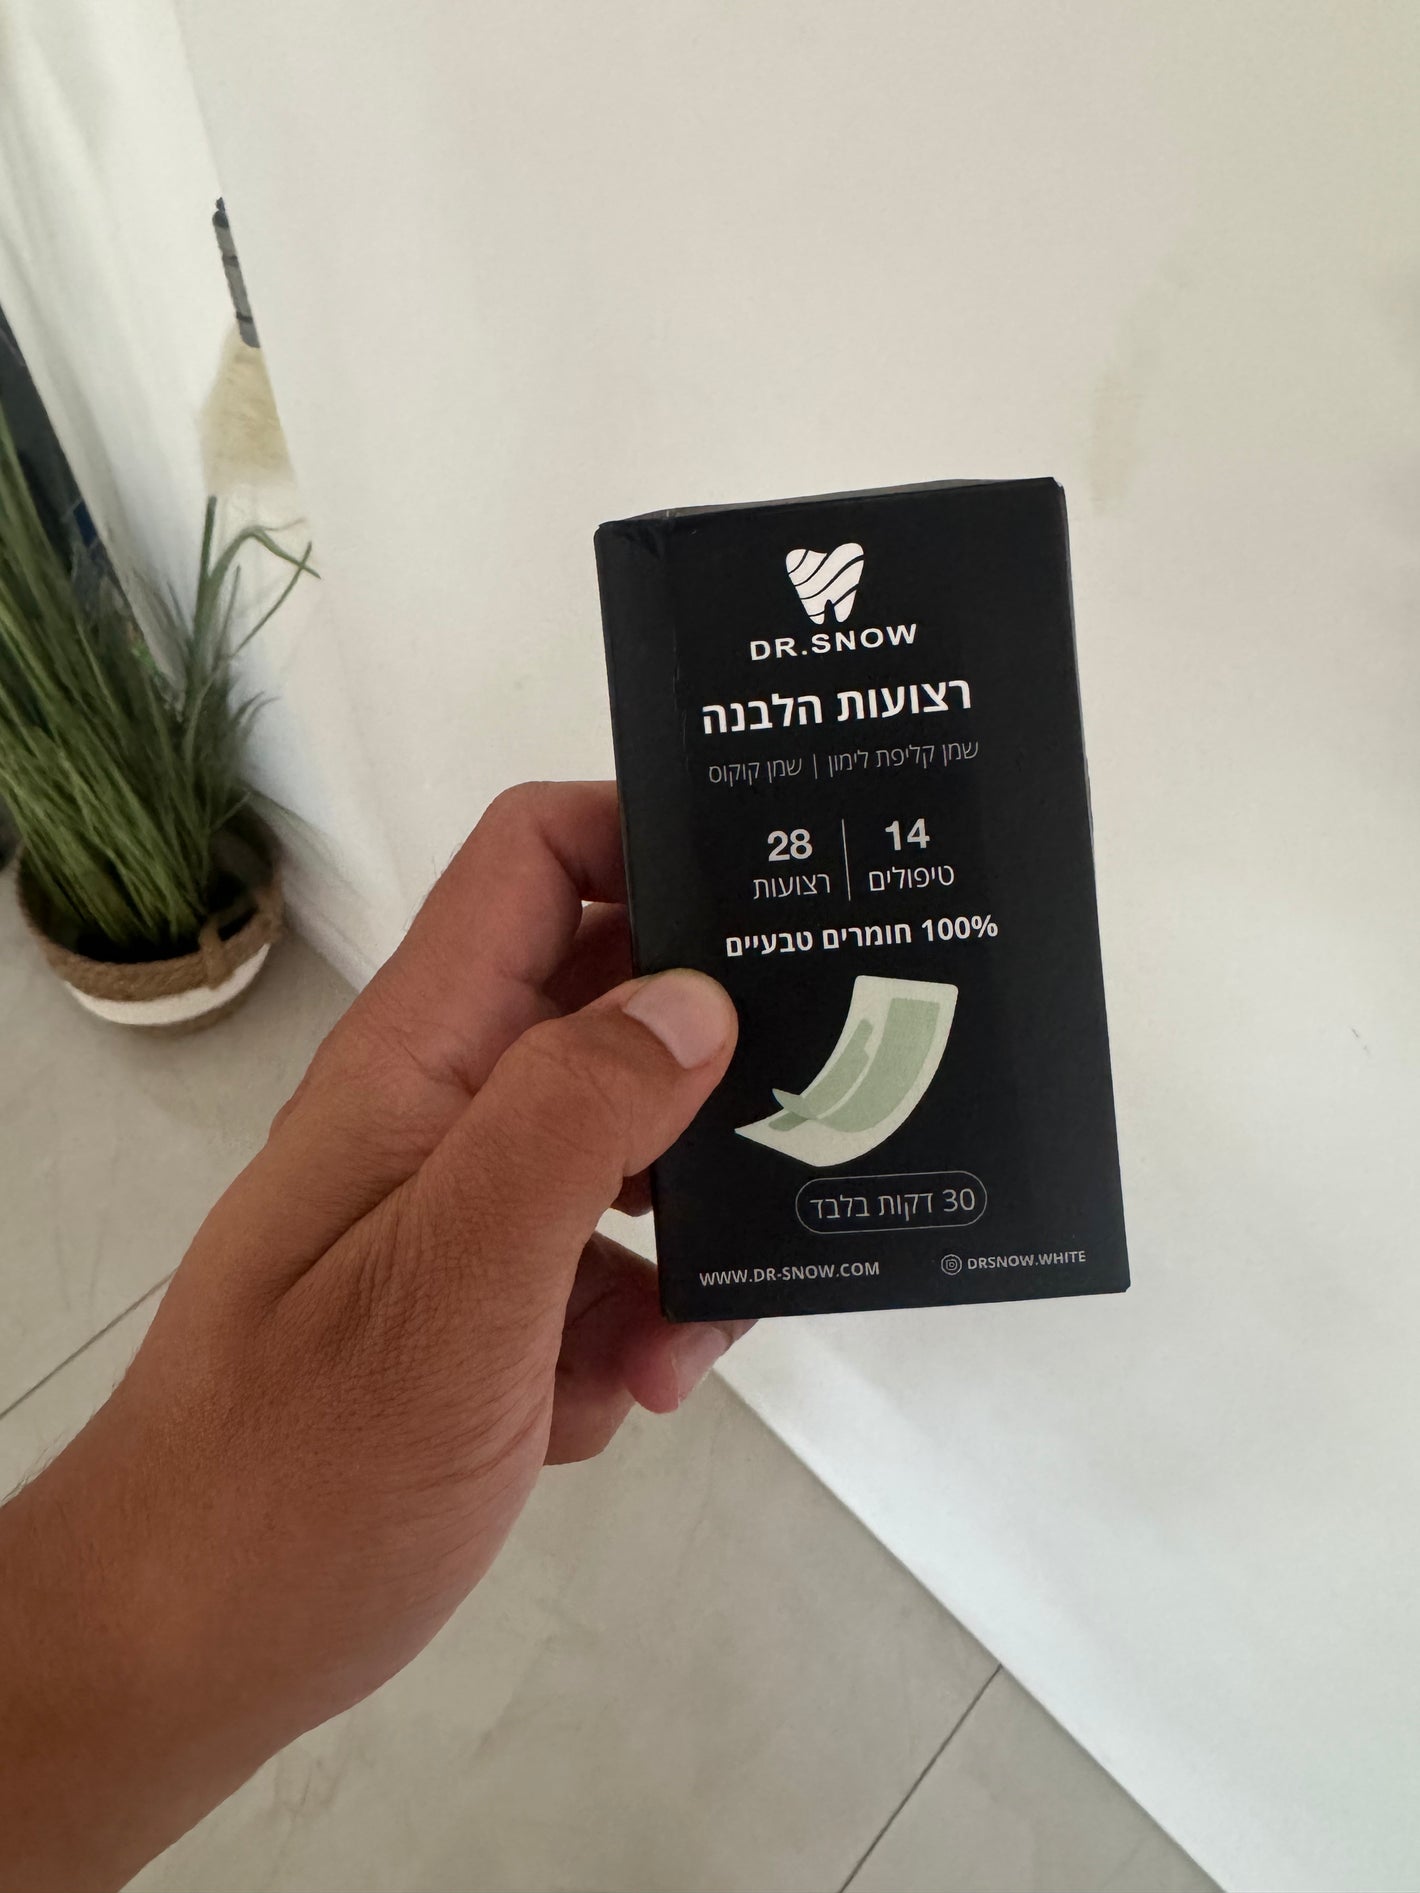 DR.SNOW
רצועות הלבנה
שמן קליפת לימון | שמן קוקוס
14 | 28
טיפולים | רצועות
100% חומרים טבעיים
30 דקות בלבד
WWW.DR-SNOW.COM DRSNOW.WHITE